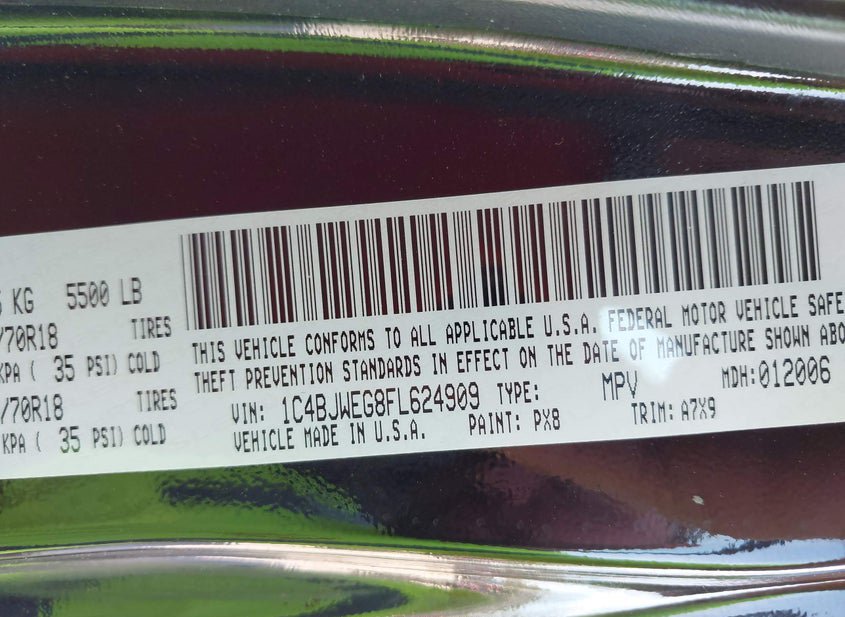 KG 5500 LB
/70R18 TIRES
KPA ( 35 PSI) COLD
/70R18 TIRES
KPA ( 35 PSI) COLD
THIS VEHICLE CONFORMS TO ALL APPLICABLE U.S.A. FEDERAL MOTOR VEHICLE SAFE
THEFT PREVENTION STANDARDS IN EFFECT ON THE DATE OF MANUFACTURE SHOWN ABO
VIN: 1C4BJWEG8FL624909 TYPE: MPV MDH:012006
VEHICLE MADE IN U.S.A. PAINT: PX8 TRIM: A7X9